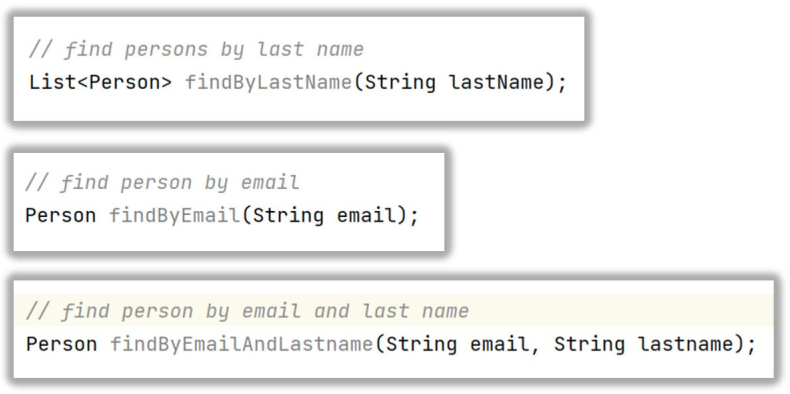 // find persons by last name
List<Person> findByLastName(String lastName);
// find person by email
Person findByEmail(String email);
// find person by email and last name
Person findByEmailAndLastname(String email, String lastname);